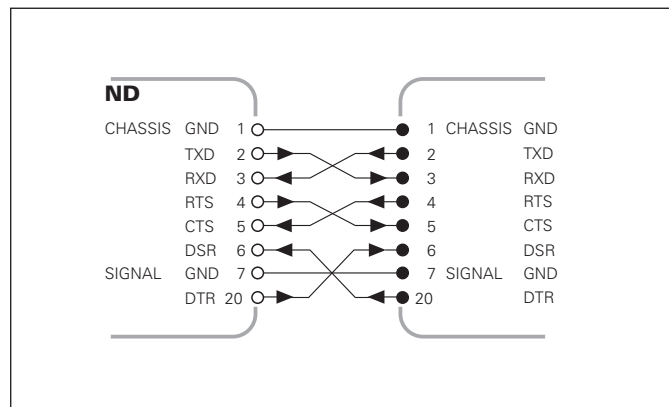 ND
CHASSIS GND 1 1 CHASSIS GND
TXD 2 2 TXD
RXD 3 3 RXD
RTS 4 4 RTS
CTS 5 5 CTS
DSR 6 6 DSR
SIGNAL GND 7 7 SIGNAL GND
DTR 20 20 DTR